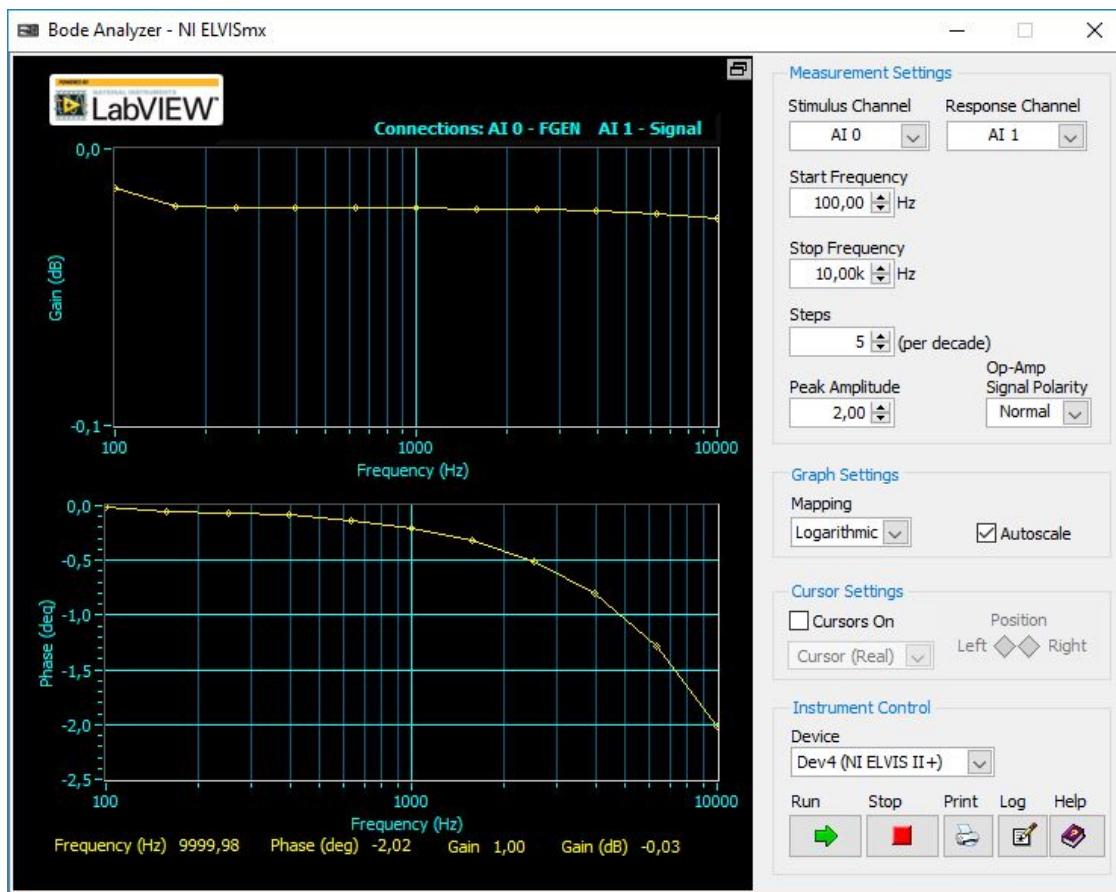 Bode Analyzer - NI ELVISmx
POWERED BY
NATIONAL INSTRUMENTS
LabVIEW™
Connections: AI 0 - FGEN AI 1 - Signal
0,0
Gain (dB)
-0,1
100 1000 10000
Frequency (Hz)
0,0
-0,5
-1,0
Phase (deg)
-1,5
-2,0
-2,5
100 1000 10000
Frequency (Hz)
Frequency (Hz) 9999,98 Phase (deg) -2,02 Gain 1,00 Gain (dB) -0,03
Measurement Settings
Stimulus Channel Response Channel
AI 0 AI 1
Start Frequency
100,00 Hz
Stop Frequency
10,00k Hz
Steps
5 (per decade)
Op-Amp
Peak Amplitude Signal Polarity
2,00 Normal
Graph Settings
Mapping
Logarithmic Autoscale
Cursor Settings
Cursors On Position
Cursor (Real) Left Right
Instrument Control
Device
Dev4 (NI ELVIS II+)
Run Stop Print Log Help